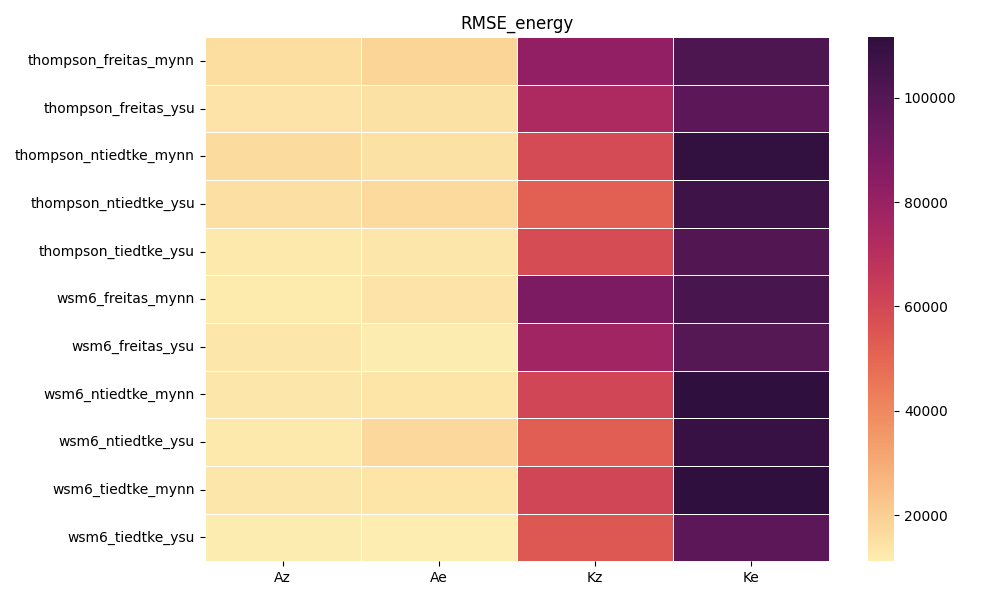 RMSE_energy
thompson_freitas_mynn
thompson_freitas_ysu
thompson_ntiedtke_mynn
thompson_ntiedtke_ysu
thompson_tiedtke_ysu
wsm6_freitas_mynn
wsm6_freitas_ysu
wsm6_ntiedtke_mynn
wsm6_ntiedtke_ysu
wsm6_tiedtke_mynn
wsm6_tiedtke_ysu
Az Ae Kz Ke
100000
80000
60000
40000
20000